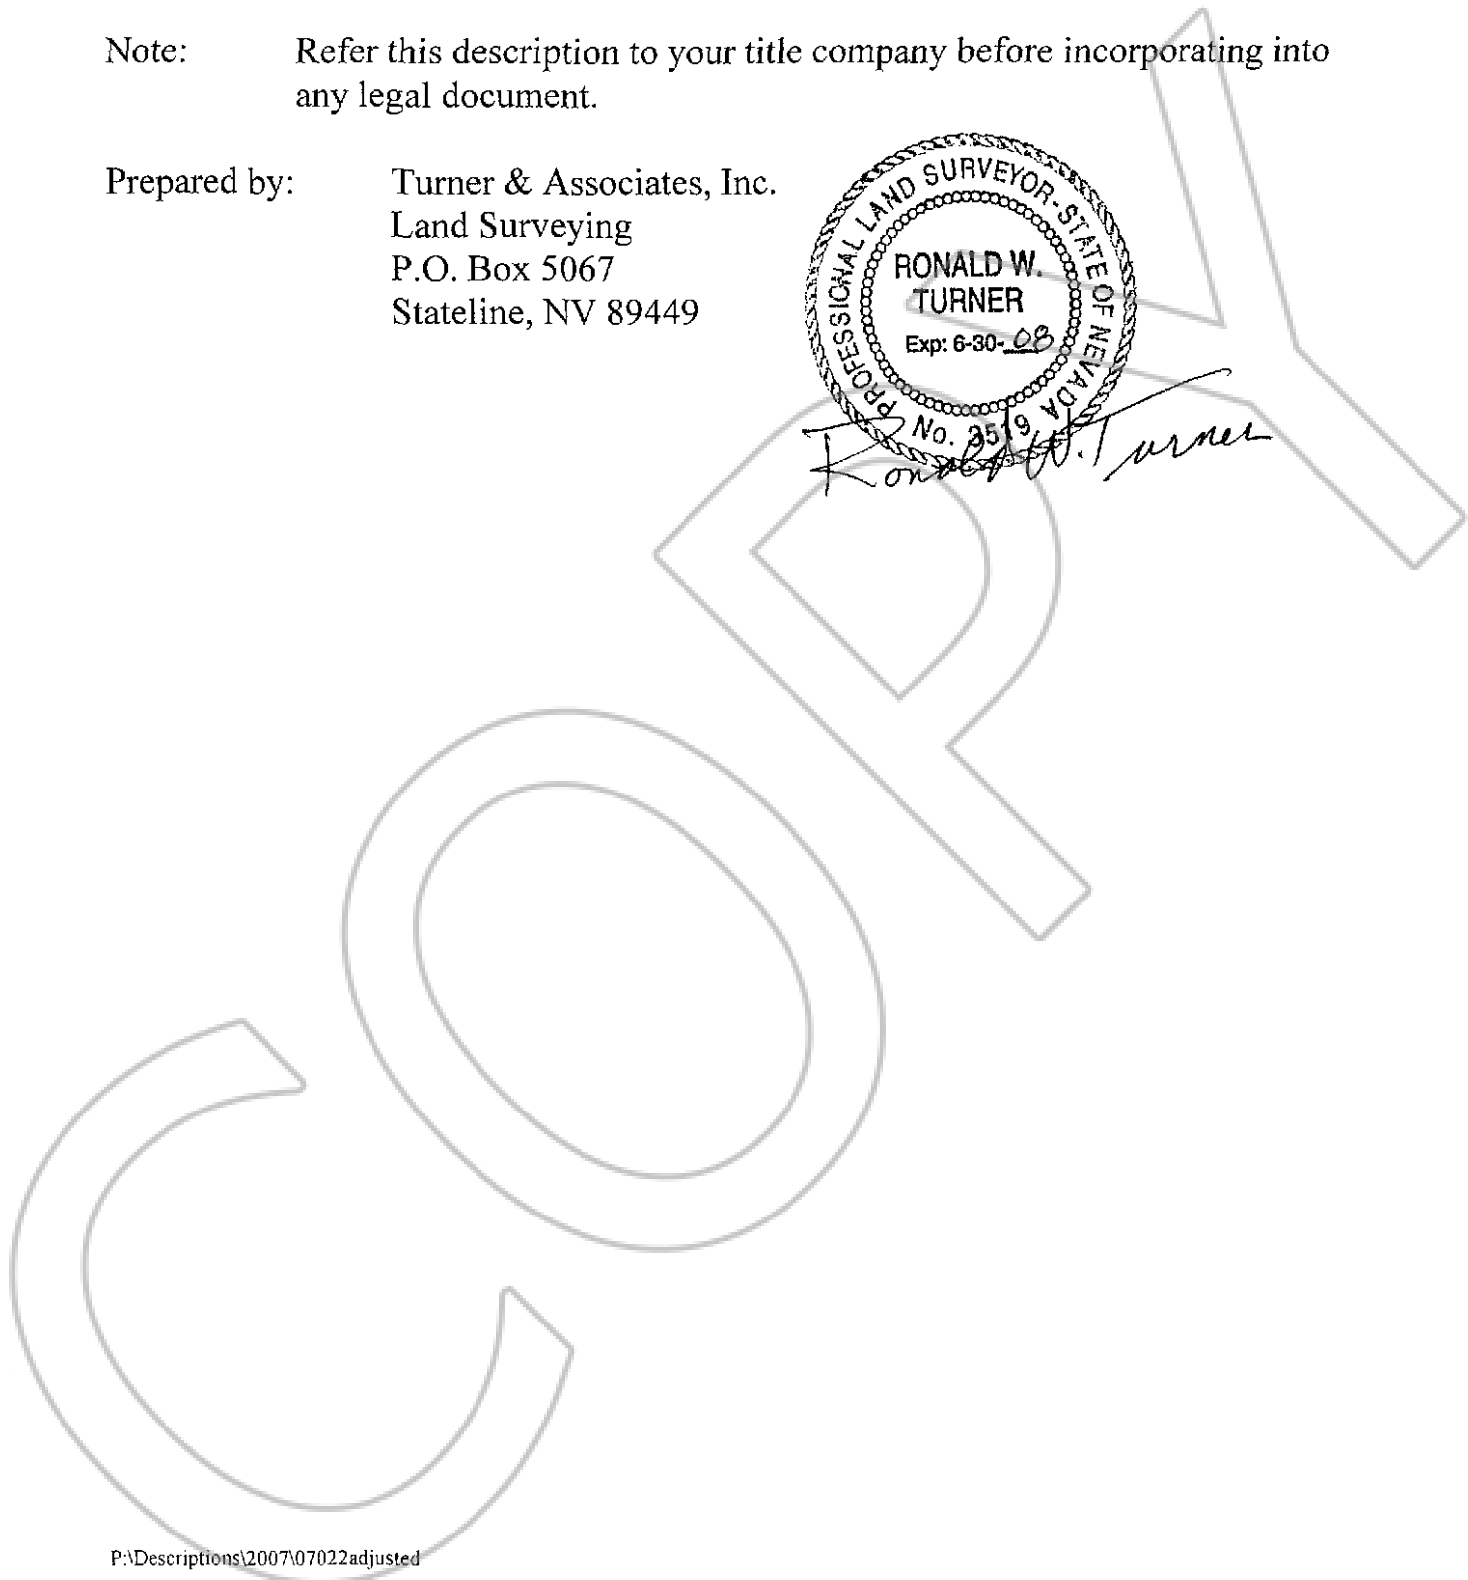 Note: Refer this description to your title company before incorporating into
any legal document.
Prepared by: Turner & Associates, Inc.
Land Surveying
P.O. Box 5067
Stateline, NV 89449
PROFESSIONAL LAND SURVEYOR-STATE OF NEVADA
RONALD W.
TURNER
Exp: 6-30-08
No. 3519
Ronald W. Turner
COPY
P:\Descriptions\2007\07022adjusted